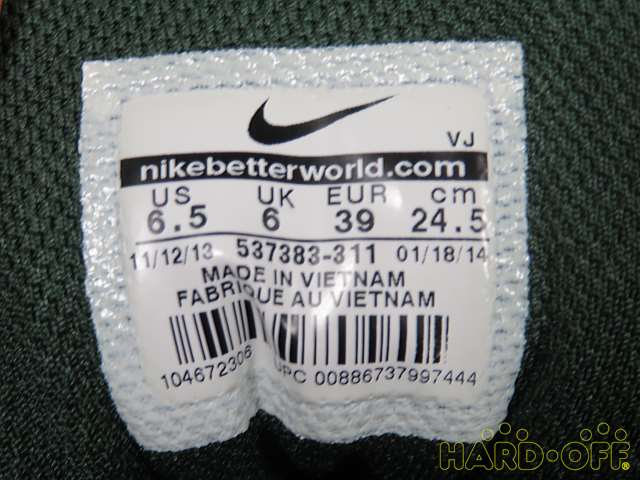 VJ
nikebetterworld.com
US UK EUR cm
6.5 6 39 24.5
11/12/13 537383-311 01/18/14
MADE IN VIETNAM
FABRIQUE AU VIETNAM
104672306 UPC 00886737997444
HARD·OFF